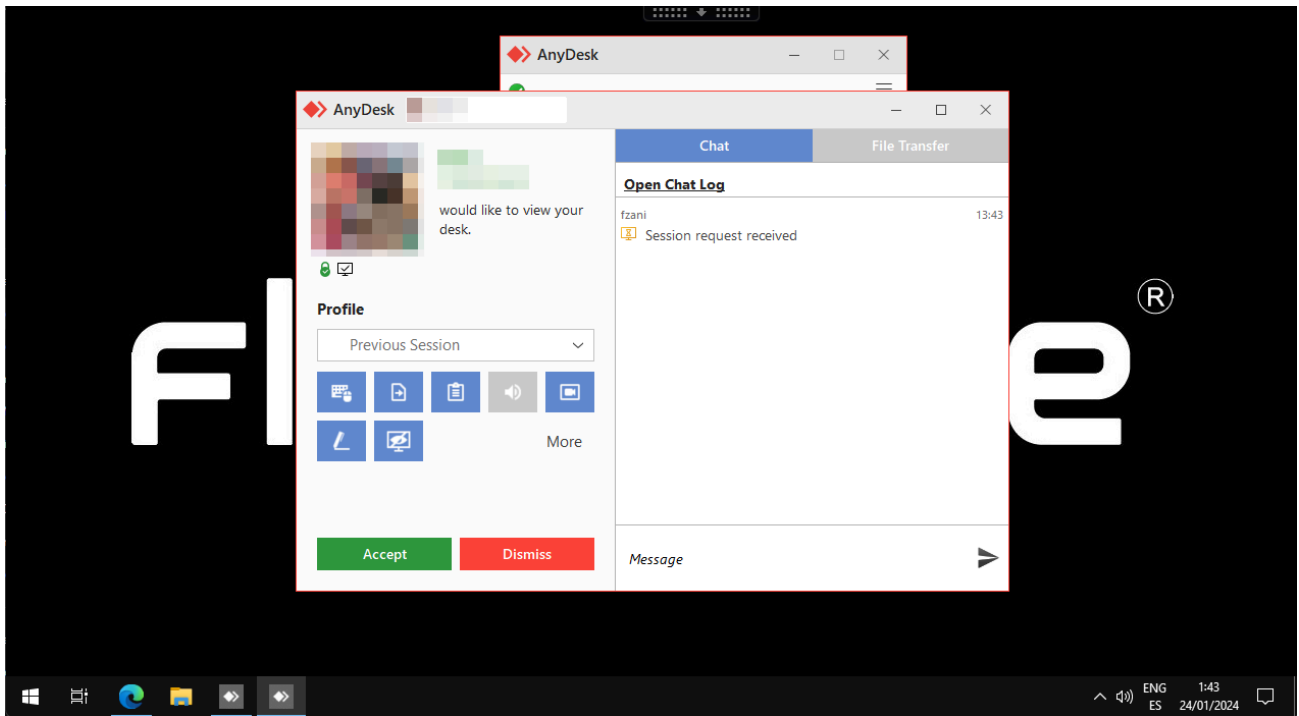 AnyDesk
AnyDesk
would like to view your
desk.
Profile
Previous Session
More
Accept
Dismiss
Chat
File Transfer
Open Chat Log
fzani
13:43
Session request received
Message
Fl e®
ENG
ES
1:43
24/01/2024